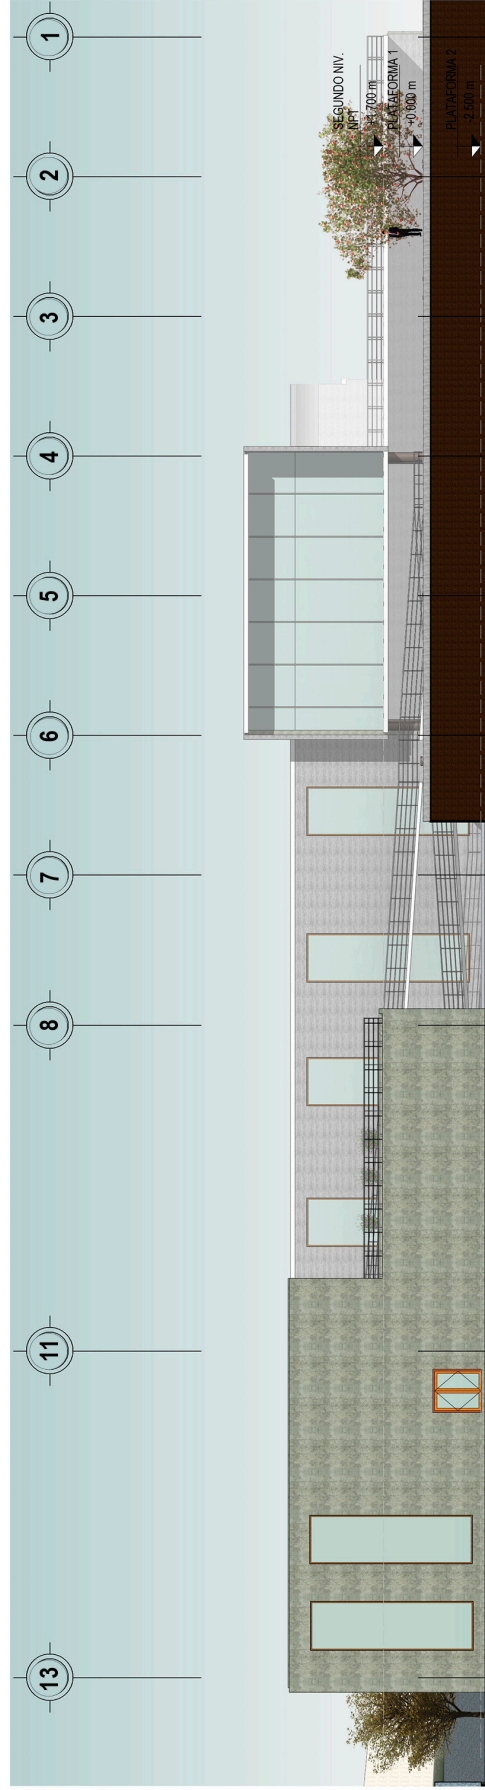 1
2
3
4
5
6
7
8
11
13
SEGUNDO NIV.
NPT
+1.700 m
PLATAFORMA 1
+0.000 m
PLATAFORMA 2
-2.500 m